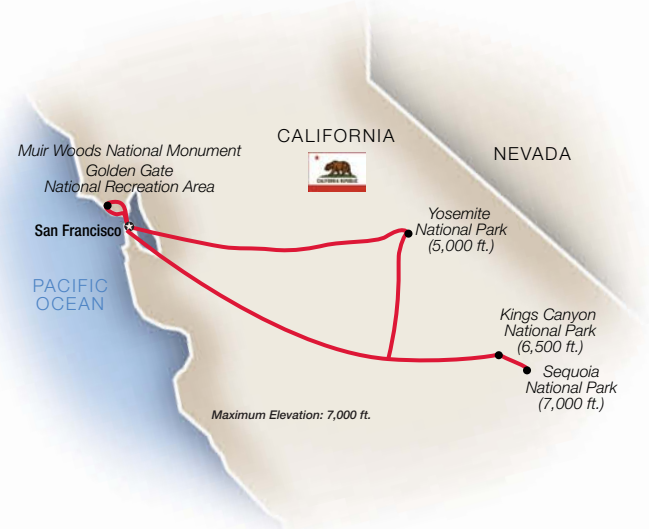 CALIFORNIA
CALIFORNIA REPUBLIC
NEVADA
Muir Woods National Monument
Golden Gate
National Recreation Area
San Francisco
Yosemite
National Park
(5,000 ft.)
PACIFIC
OCEAN
Kings Canyon
National Park
(6,500 ft.)
Sequoia
National Park
(7,000 ft.)
Maximum Elevation: 7,000 ft.